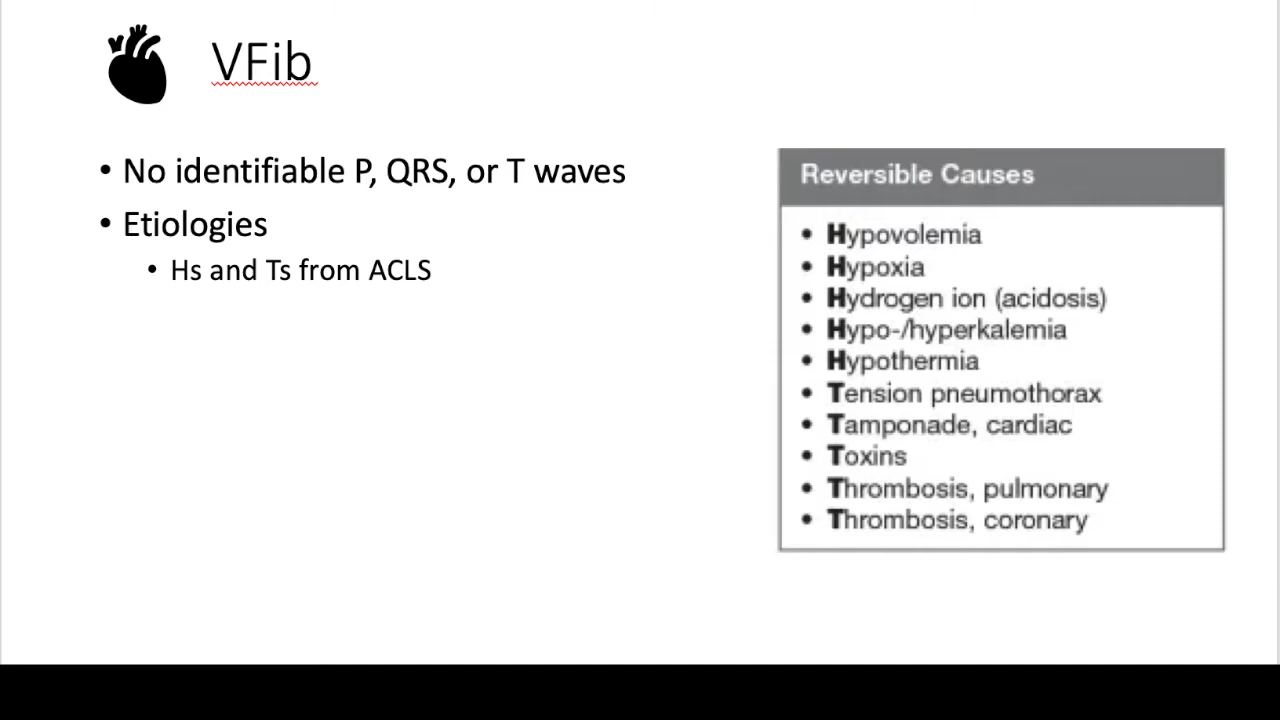 VFib
• No identifiable P, QRS, or T waves
• Etiologies
• Hs and Ts from ACLS
Reversible Causes
• Hypovolemia
• Hypoxia
• Hydrogen ion (acidosis)
• Hypo-/hyperkalemia
• Hypothermia
• Tension pneumothorax
• Tamponade, cardiac
• Toxins
• Thrombosis, pulmonary
• Thrombosis, coronary